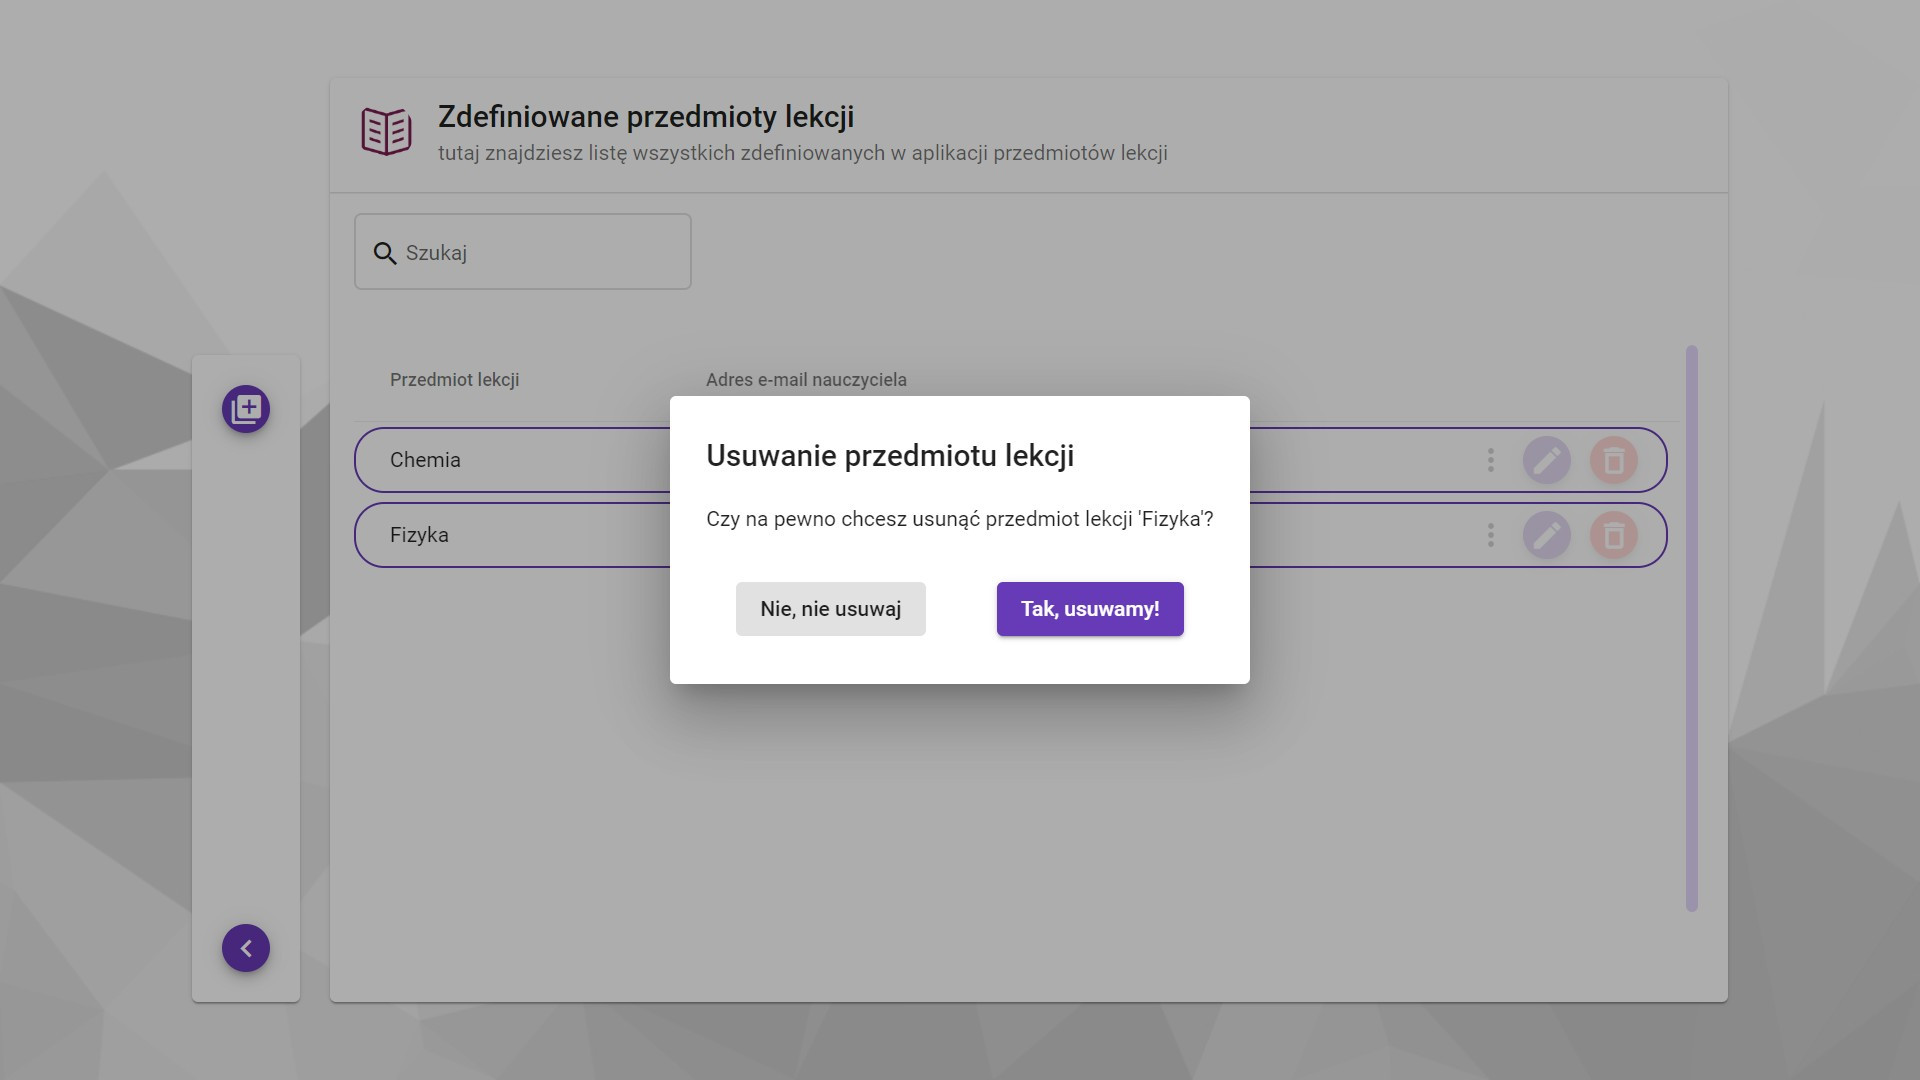 Zdefiniowane przedmioty lekcji
tutaj znajdziesz listę wszystkich zdefiniowanych w aplikacji przedmiotów lekcji
Szukaj
Przedmiot lekcji
Adres e-mail nauczyciela
Chemia
Fizyka
Usuwanie przedmiotu lekcji
Czy na pewno chcesz usunąć przedmiot lekcji 'Fizyka'?
Nie, nie usuwaj
Tak, usuwamy!